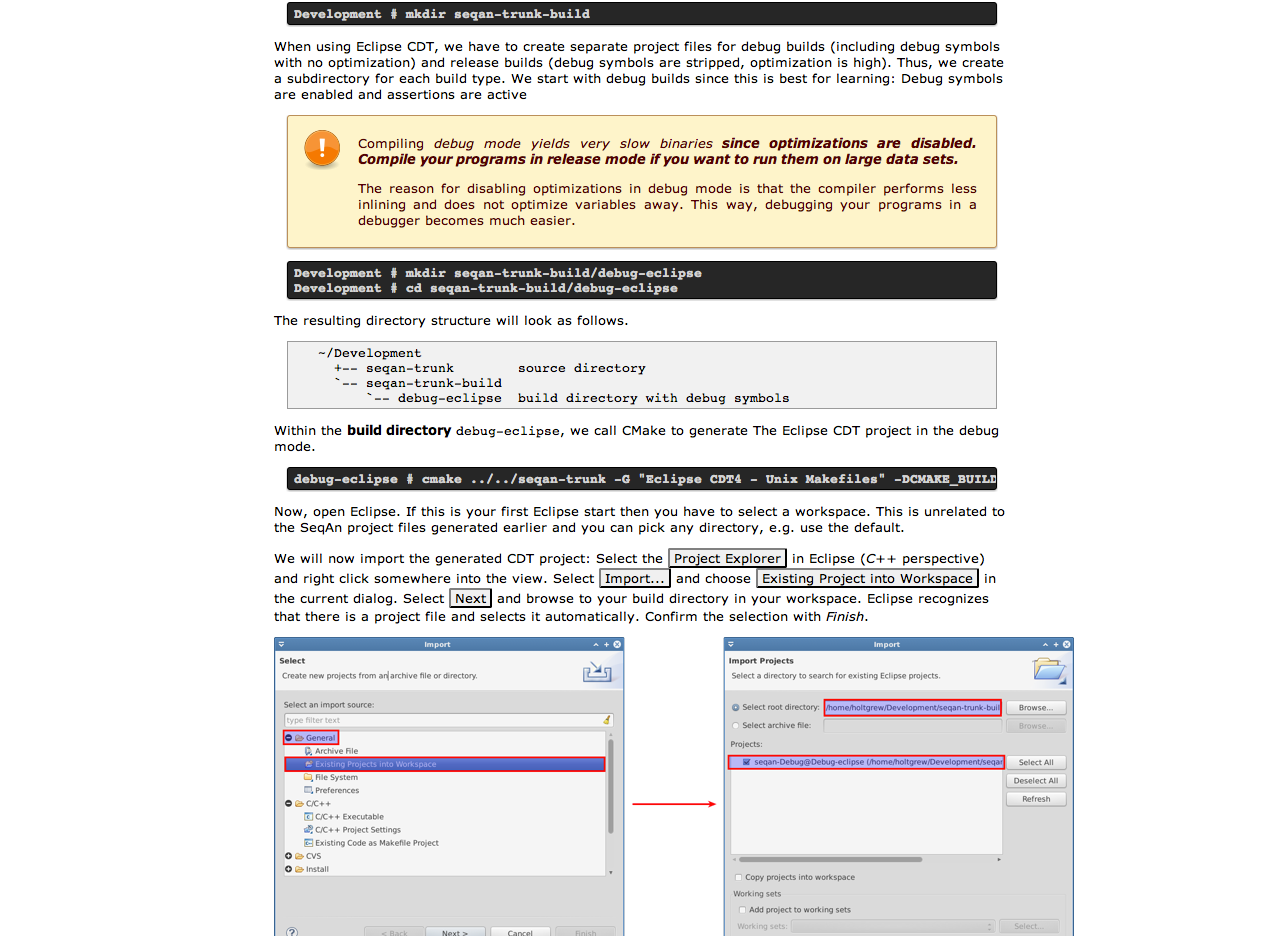 Development # mkdir seqan-trunk-build
When using Eclipse CDT, we have to create separate project files for debug builds (including debug symbols
with no optimization) and release builds (debug symbols are stripped, optimization is high). Thus, we create
a subdirectory for each build type. We start with debug builds since this is best for learning: Debug symbols
are enabled and assertions are active
Compiling debug mode yields very slow binaries since optimizations are disabled.
Compile your programs in release mode if you want to run them on large data sets.
The reason for disabling optimizations in debug mode is that the compiler performs less
inlining and does not optimize variables away. This way, debugging your programs in a
debugger becomes much easier.
Development # mkdir seqan-trunk-build/debug-eclipse
Development # cd seqan-trunk-build/debug-eclipse
The resulting directory structure will look as follows.
~/Development
+-- seqan-trunk        source directory
`-- seqan-trunk-build
`-- debug-eclipse  build directory with debug symbols
Within the build directory debug-eclipse, we call CMake to generate The Eclipse CDT project in the debug
mode.
debug-eclipse # cmake ../../seqan-trunk -G "Eclipse CDT4 - Unix Makefiles" -DCMAKE_BUILD
Now, open Eclipse. If this is your first Eclipse start then you have to select a workspace. This is unrelated to
the SeqAn project files generated earlier and you can pick any directory, e.g. use the default.
We will now import the generated CDT project: Select the Project Explorer in Eclipse (C++ perspective)
and right click somewhere into the view. Select Import... and choose Existing Project into Workspace in
the current dialog. Select Next and browse to your build directory in your workspace. Eclipse recognizes
that there is a project file and selects it automatically. Confirm the selection with Finish.
Import
Select
Create new projects from an archive file or directory.
Select an import source:
type filter text
General
Archive File
Existing Projects into Workspace
File System
Preferences
C/C++
C/C++ Executable
C/C++ Project Settings
Existing Code as Makefile Project
CVS
Install
< Back Next > Cancel Finish
Import
Import Projects
Select a directory to search for existing Eclipse projects.
Select root directory: /home/holtgrew/Development/seqan-trunk-buil Browse...
Select archive file: Browse...
Projects:
seqan-Debug@Debug-eclipse (/home/holtgrew/Development/seqan Select All
Deselect All
Refresh
Copy projects into workspace
Working sets
Add project to working sets
Working sets: Select...